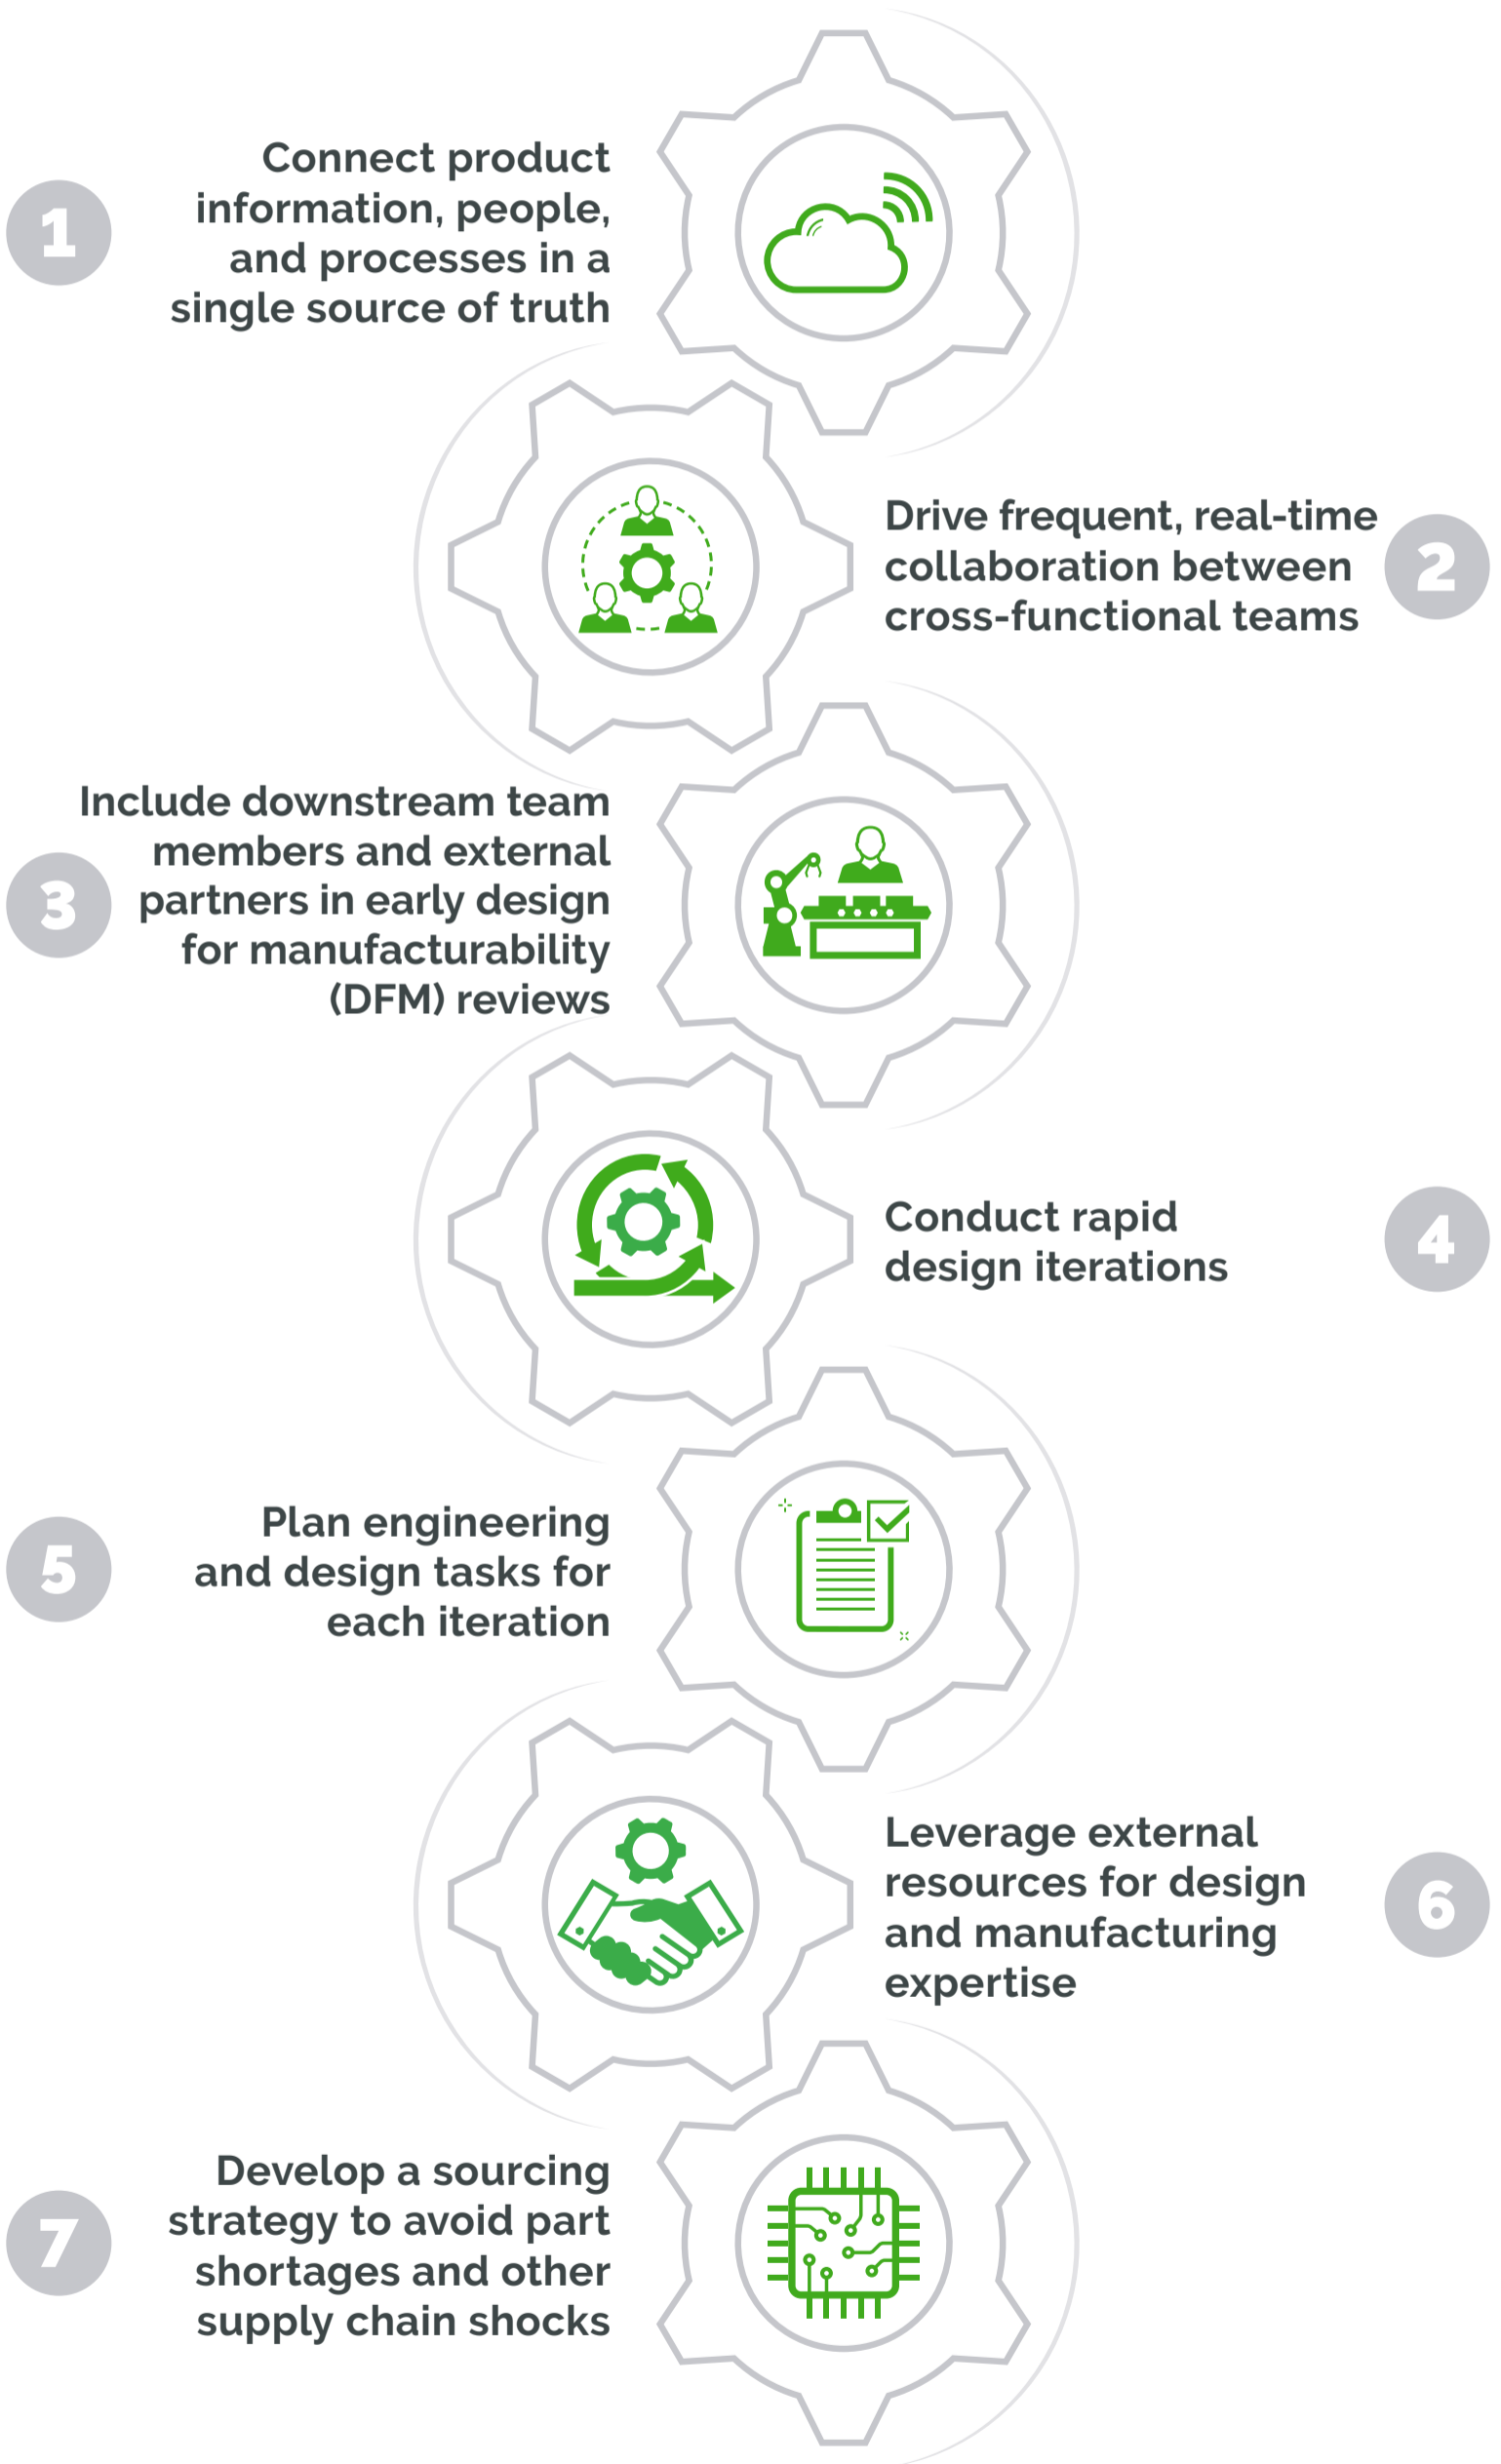 1
Connect product
information, people,
and processes in a
single source of truth
2
Drive frequent, real-time
collaboration between
cross-functional teams
3
Include downstream team
members and external
partners in early design
for manufacturability
(DFM) reviews
4
Conduct rapid
design iterations
5
Plan engineering
and design tasks for
each iteration
6
Leverage external
resources for design
and manufacturing
expertise
7
Develop a sourcing
strategy to avoid part
shortages and other
supply chain shocks